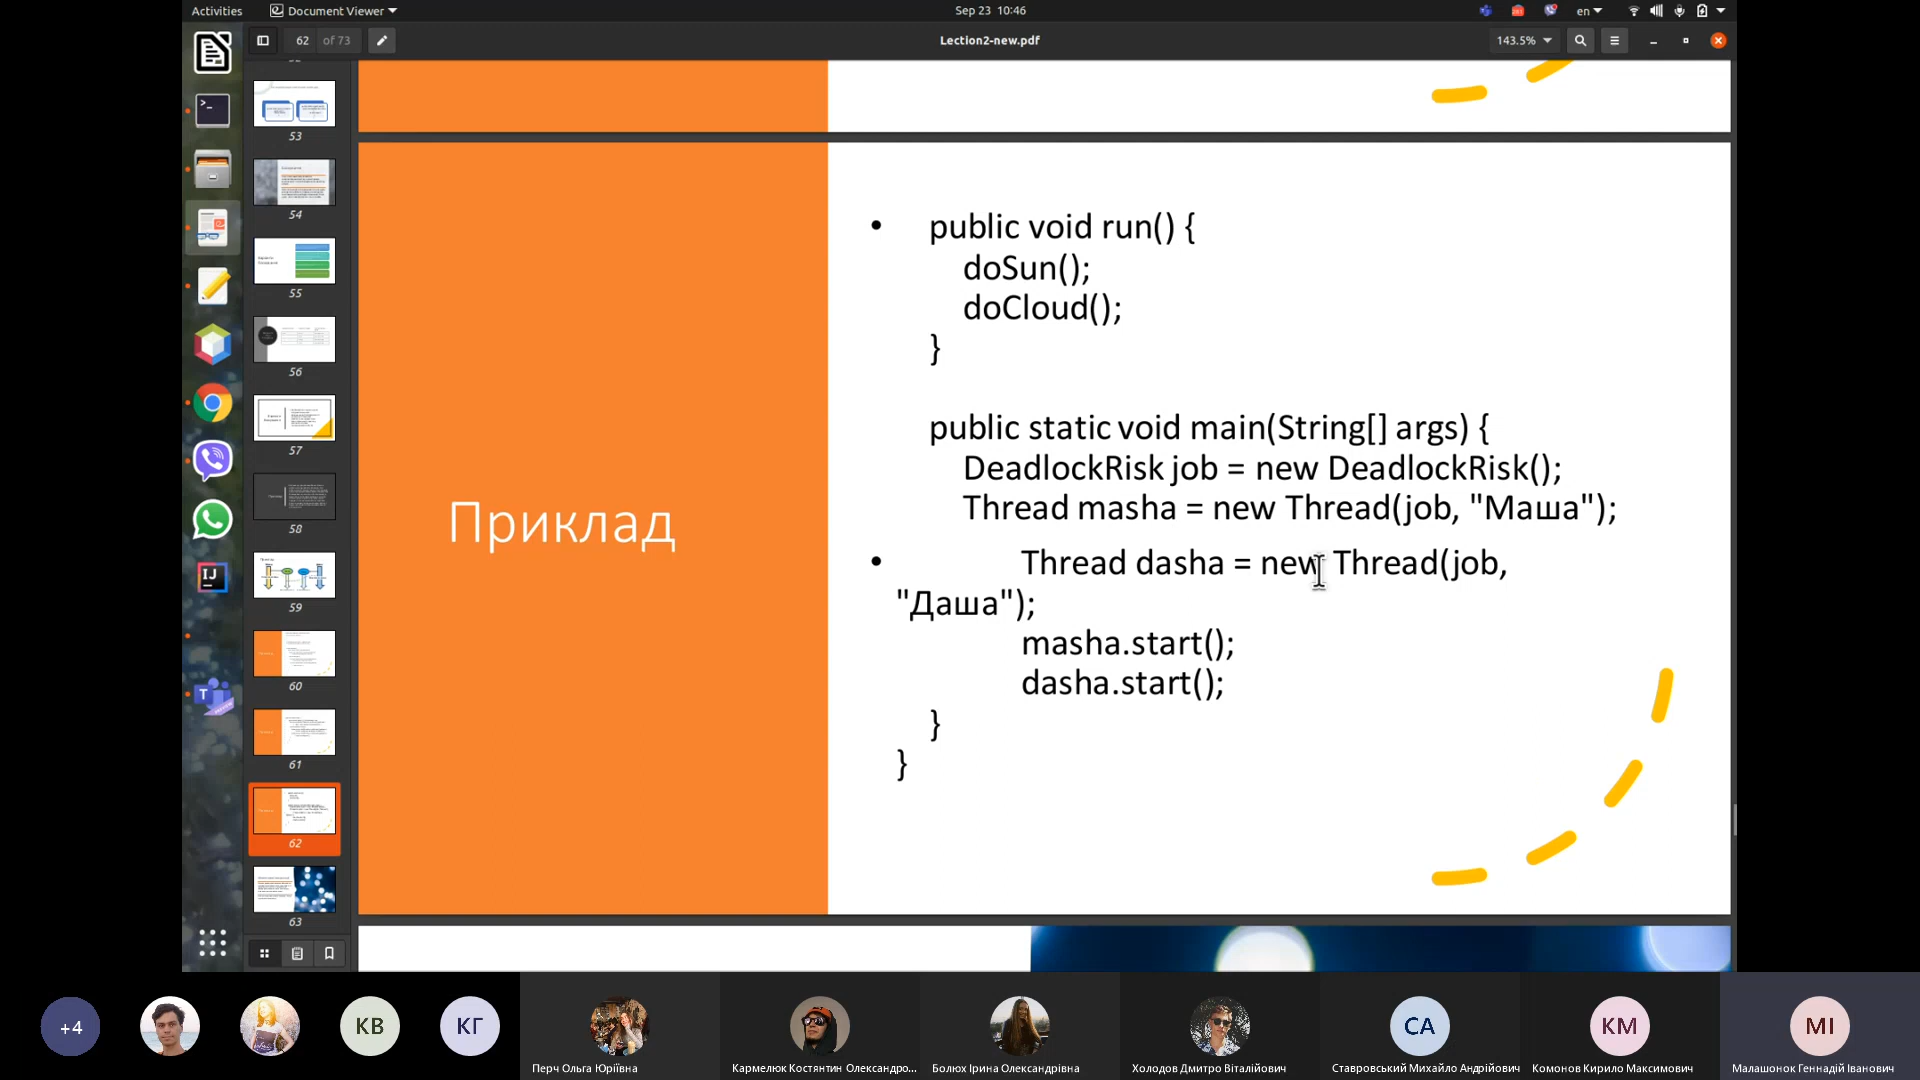 Activities
Document Viewer
Sep 23 10:46
en
62 of 73
Lection2-new.pdf
143.5%
53
54
55
56
57
58
59
60
61
62
63
Приклад
• public void run() {
doSun();
doCloud();
}
public static void main(String[] args) {
DeadlockRisk job = new DeadlockRisk();
Thread masha = new Thread(job, "Маша");
• Thread dasha = new Thread(job,
"Даша");
masha.start();
dasha.start();
}
}
+4
КВ
КГ
СА
КМ
МІ
Перч Ольга Юріївна
Кармелюк Костянтин Олександро...
Болюх Ірина Олександрівна
Холодов Дмитро Віталійович
Ставровський Михайло Андрійович
Комонов Кирило Максимович
Малашонок Геннадій Іванович